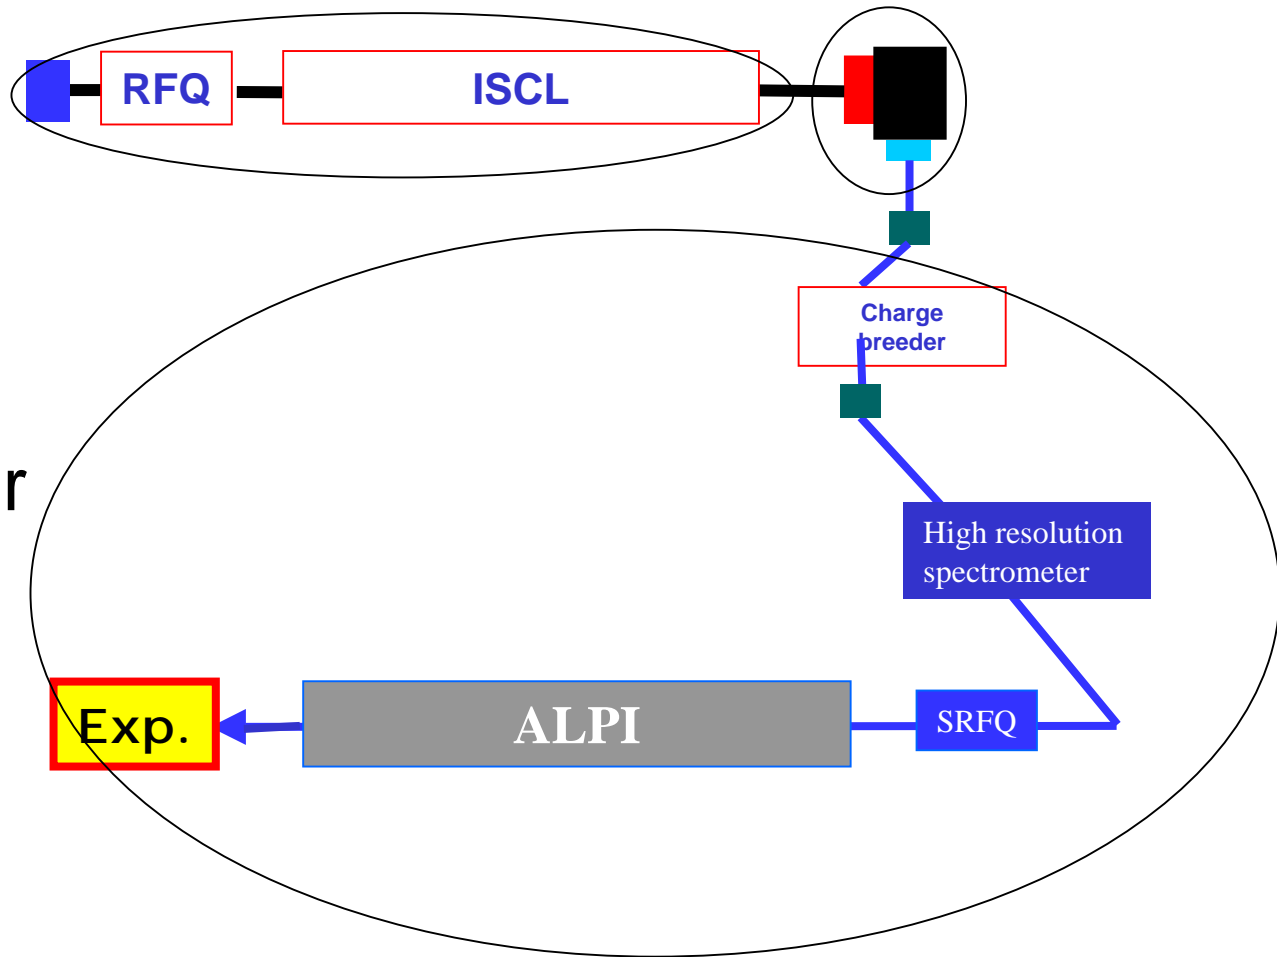 RFQ
ISCL
Charge
breeder
r
High resolution
spectrometer
Exp.
ALPI
SRFQ